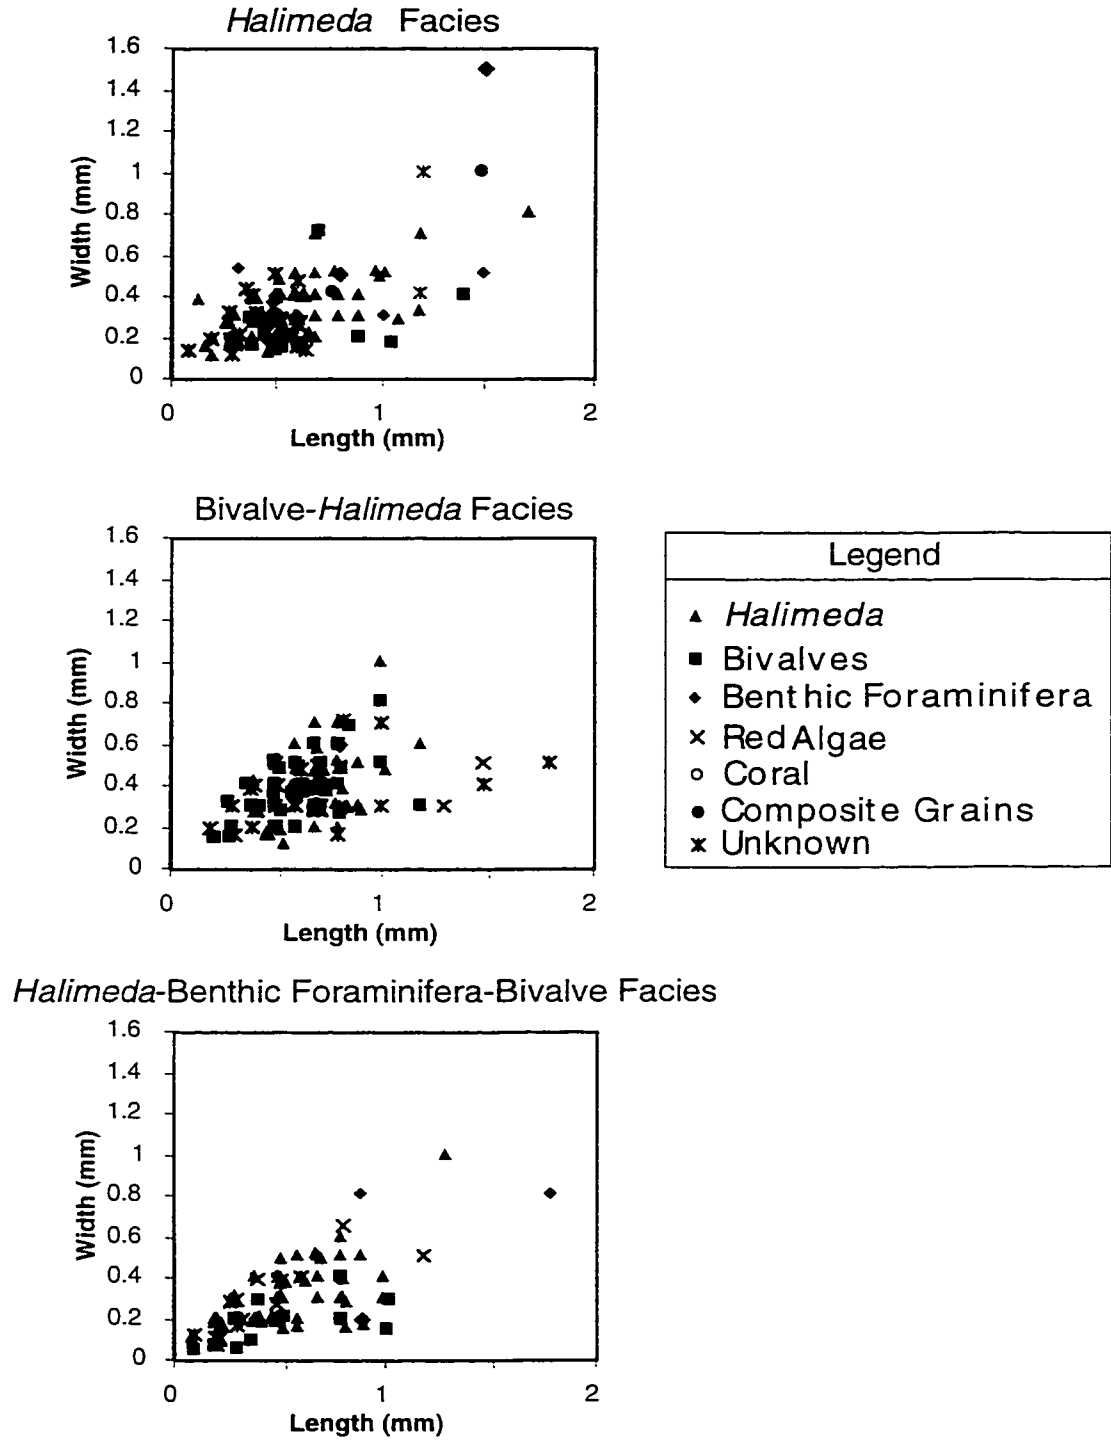 Halimeda Facies
1.6
1.4
1.2
1
0.8
0.6
0.4
0.2
0
Width (mm)
0 1 2
Length (mm)
Bivalve-Halimeda Facies
1.6
1.4
1.2
1
0.8
0.6
0.4
0.2
0
Width (mm)
0 1 2
Length (mm)
Legend
Halimeda
Bivalves
Benthic Foraminifera
Red Algae
Coral
Composite Grains
Unknown
Halimeda-Benthic Foraminifera-Bivalve Facies
1.6
1.4
1.2
1
0.8
0.6
0.4
0.2
0
Width (mm)
0 1 2
Length (mm)